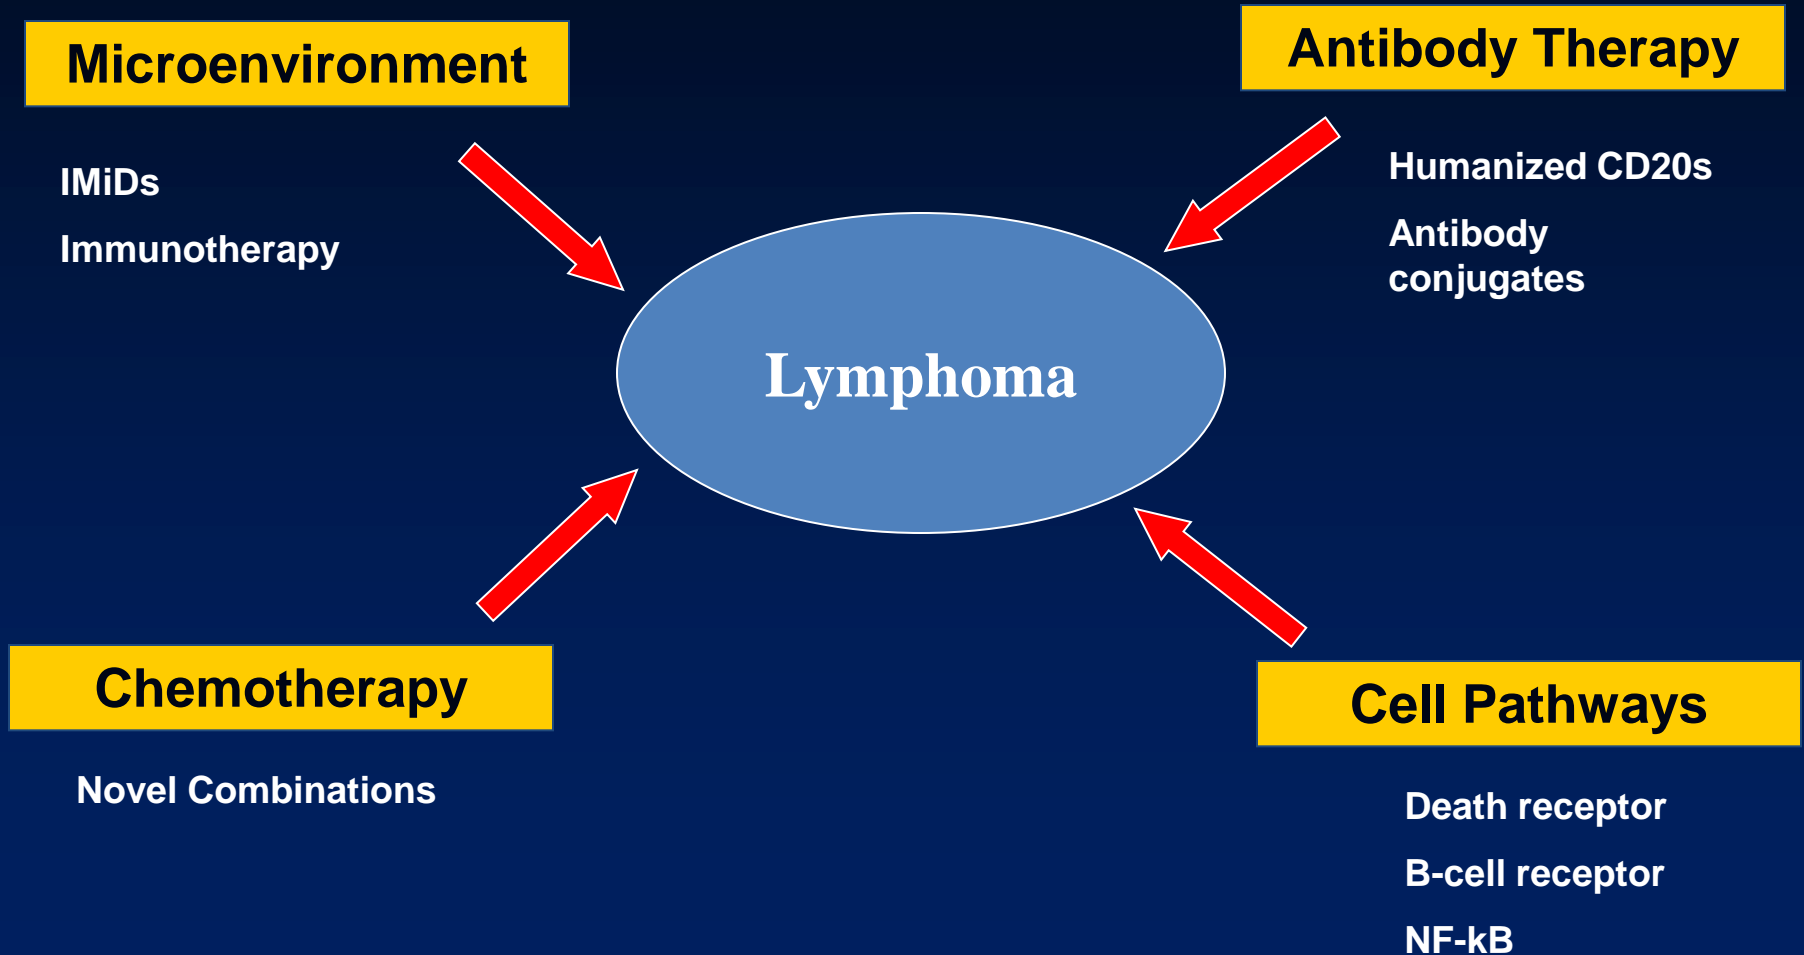 Microenvironment
IMiDs
Immunotherapy
Antibody Therapy
Humanized CD20s
Antibody
conjugates
Lymphoma
Chemotherapy
Novel Combinations
Cell Pathways
Death receptor
B-cell receptor
NF-kB